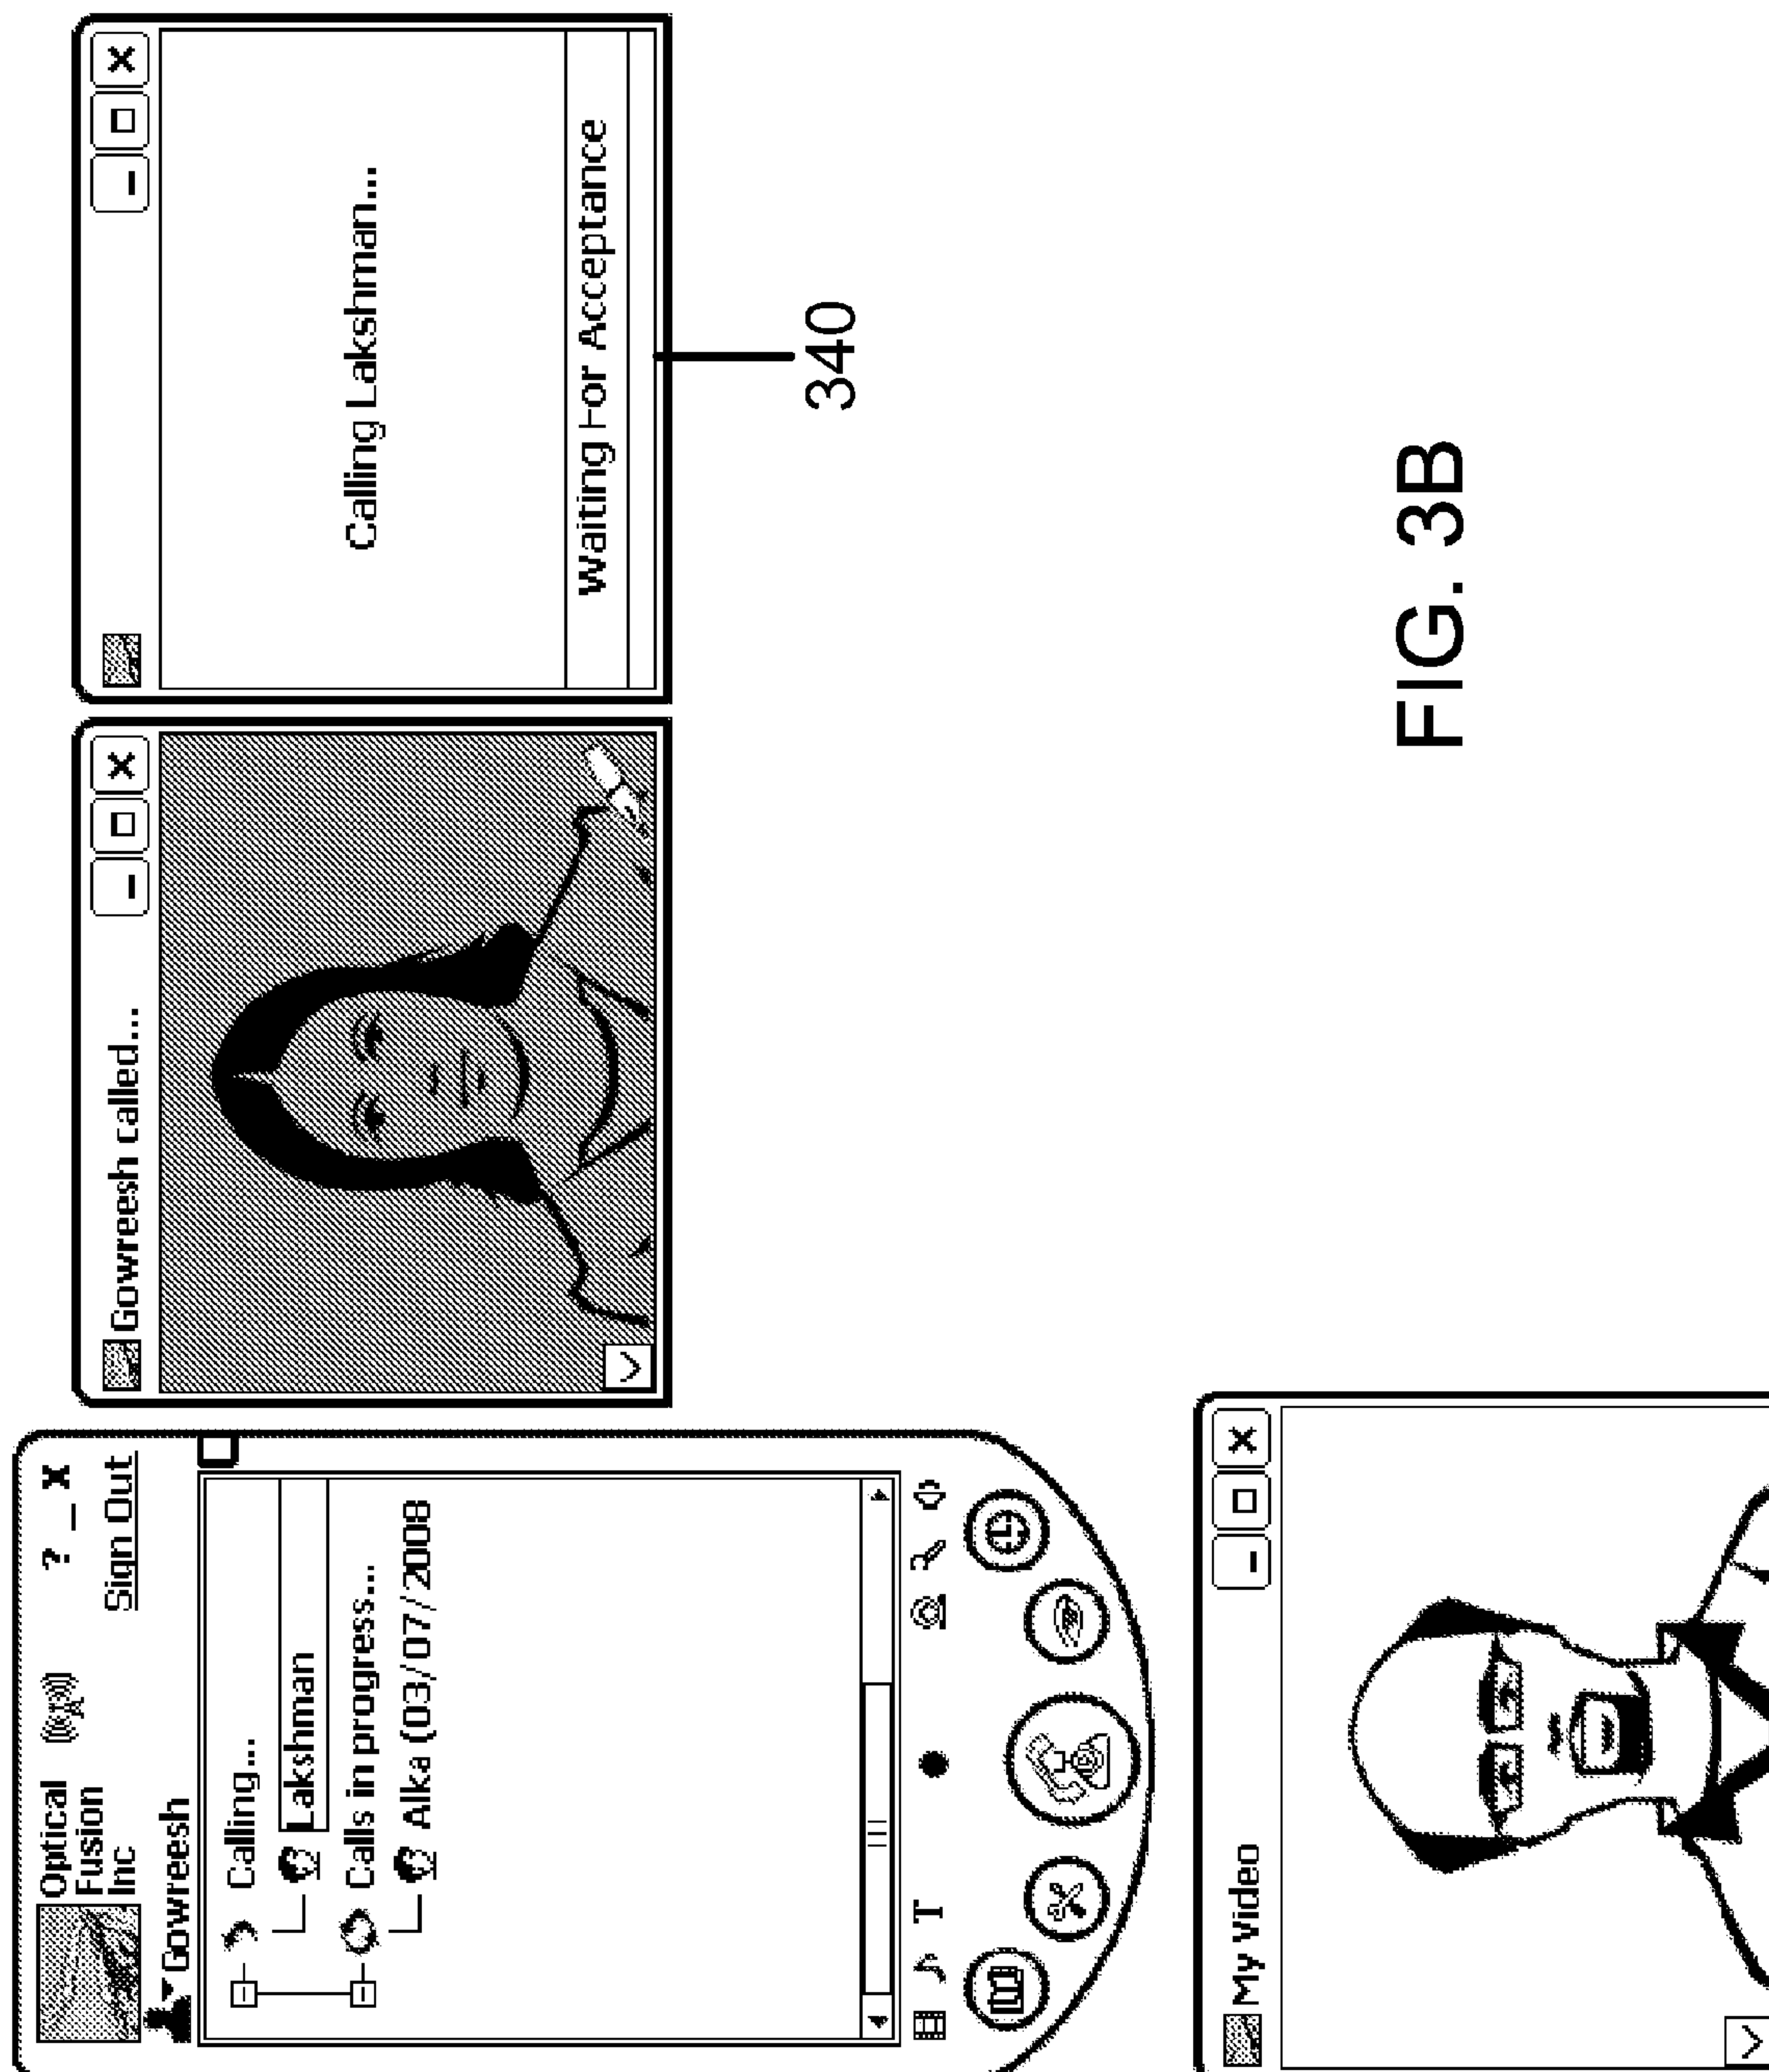 Optical
Fusion
Inc
? _ X
Sign Out
Gowreesh
Calling...
Lakshman
Calls in progress...
Alka (03/07/2008
T
Gowreesh called...
Calling Lakshman...
Waiting For Acceptance
340
My Video
FIG. 3B